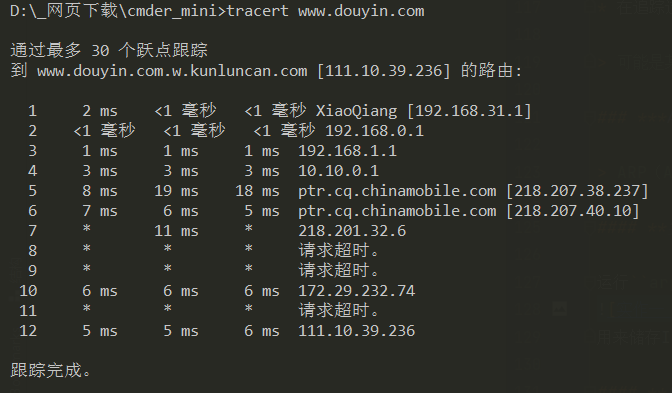 D:\_网页下载\cmder_mini>tracert www.douyin.com
通过最多 30 个跃点跟踪
到 www.douyin.com.w.kunluncan.com [111.10.39.236] 的路由:
1 2 ms <1 毫秒 <1 毫秒 XiaoQiang [192.168.31.1]
2 <1 毫秒 <1 毫秒 <1 毫秒 192.168.0.1
3 1 ms 1 ms 1 ms 192.168.1.1
4 3 ms 3 ms 3 ms 10.10.0.1
5 8 ms 19 ms 18 ms ptr.cq.chinamobile.com [218.207.38.237]
6 7 ms 6 ms 5 ms ptr.cq.chinamobile.com [218.207.40.10]
7 * 11 ms * 218.201.32.6
8 * * * 请求超时。
9 * * * 请求超时。
10 6 ms 6 ms 6 ms 172.29.232.74
11 * * * 请求超时。
12 5 ms 5 ms 6 ms 111.10.39.236
跟踪完成。